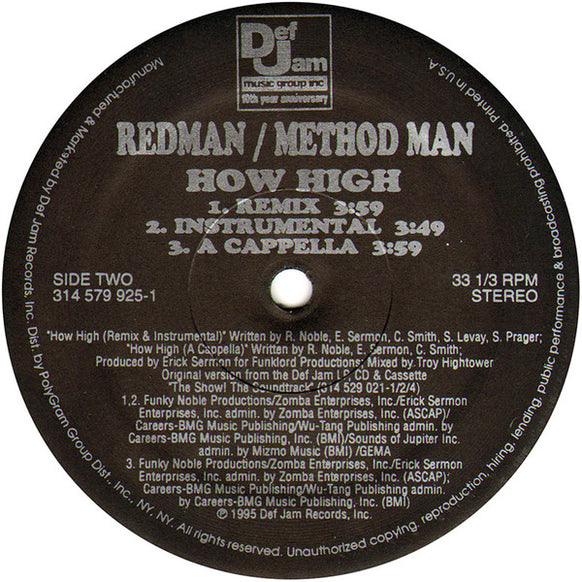 Def
Jam
music group inc
10th year anniversary
REDMAN / METHOD MAN
HOW HIGH
1. REMIX 3:59
2. INSTRUMENTAL 3:49
3. A CAPPELLA 3:59
SIDE TWO
314 579 925-1
33 1/3 RPM
STEREO
"How High (Remix & Instrumental)" Written by R. Noble, E. Sermon, C. Smith, S. Levay, S. Prager;
"How High (A Cappella)" Written by R. Noble, E. Sermon, C. Smith;
Produced by Erick Sermon for Funklord Productions; Mixed by Troy Hightower
Original version from the Def Jam LP, CD & Cassette
"The Show! The Soundtrack" (314 529 021-1/2/4)
1,2. Funky Noble Productions/Zomba Enterprises, Inc./Erick Sermon
Enterprises, Inc. admin. by Zomba Enterprises, Inc. (ASCAP)/
Careers-BMG Music Publishing/Wu-Tang Publishing admin. by
Careers-BMG Music Publishing, Inc. (BMI)/Sounds of Jupiter Inc.
admin. by Mizmo Music (BMI) /GEMA
3. Funky Noble Productions/Zomba Enterprises, Inc./Erick Sermon
Enterprises, Inc. admin. by Zomba Enterprises, Inc. (ASCAP);
Careers-BMG Music Publishing/Wu-Tang Publishing admin. by
Careers-BMG Music Publishing, Inc. (BMI)
℗ © 1995 Def Jam Records, Inc.
Manufactured & Marketed by Def Jam Records, Inc. Dist. by PolyGram Group Dist., Inc., NY, NY. All rights reserved. Unauthorized copying, reproduction, hiring, lending, public performance & broadcasting prohibited. Printed in U.S.A.